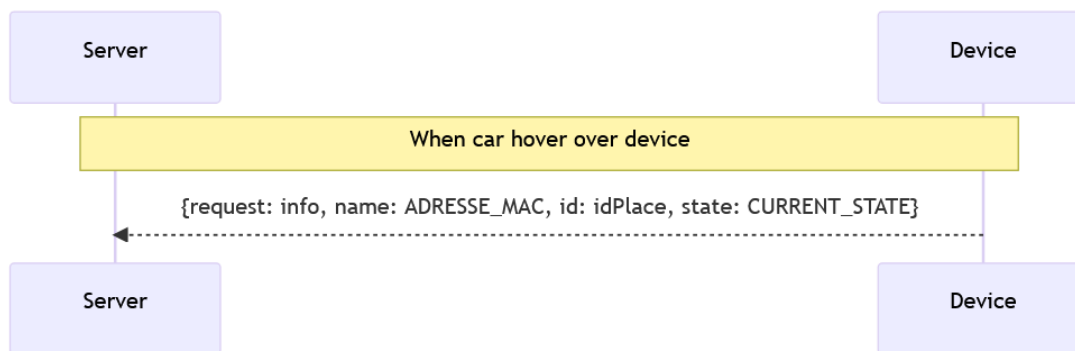 Server
Device
When car hover over device
{request: info, name: ADRESSE_MAC, id: idPlace, state: CURRENT_STATE}
Server
Device